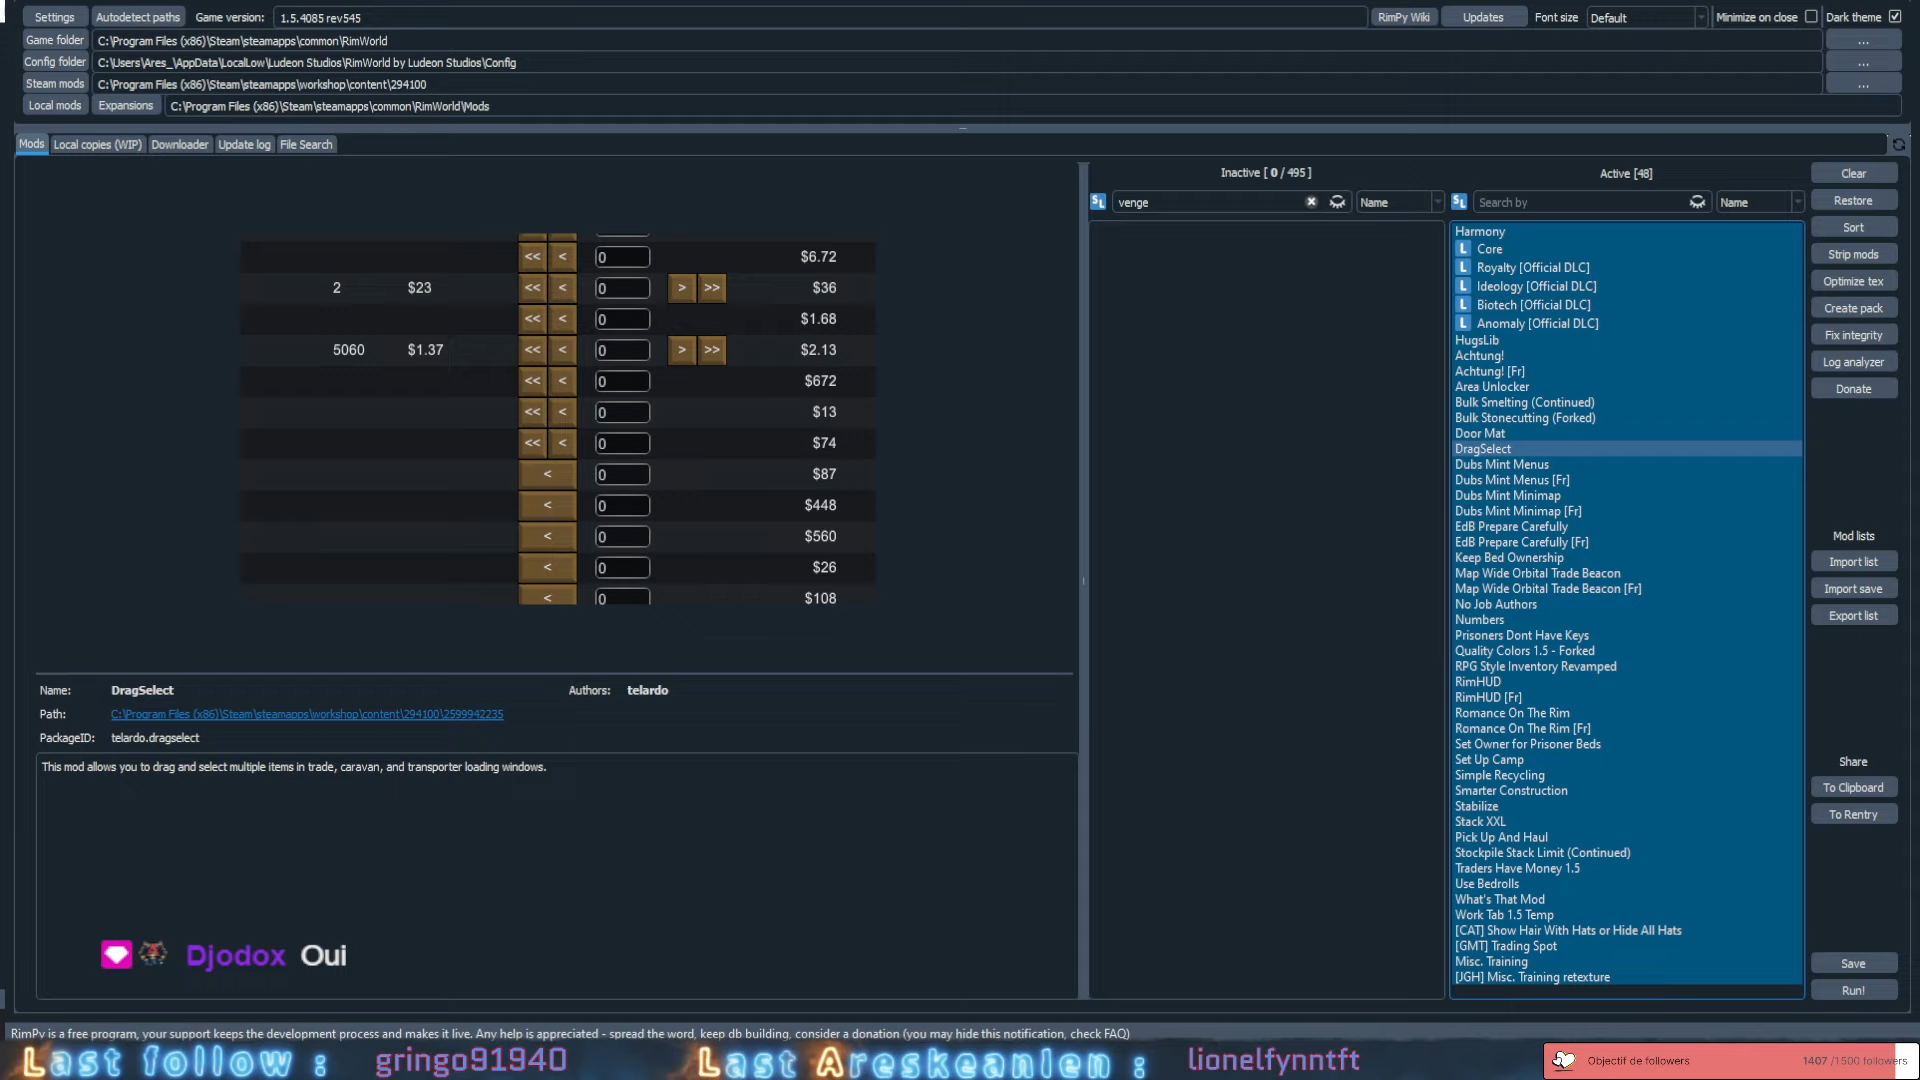 Settings Autodetect paths Game version: 1.5.4085 rev545 RimPy Wiki Updates Font size Default Minimize on close Dark theme
Game folder C:\Program Files (x86)\Steam\steamapps\common\RimWorld ...
Config folder C:\Users\Ares_\AppData\LocalLow\Ludeon Studios\RimWorld by Ludeon Studios\Config ...
Steam mods C:\Program Files (x86)\Steam\steamapps\workshop\content\294100 ...
Local mods Expansions C:\Program Files (x86)\Steam\steamapps\common\RimWorld\Mods
Mods Local copies (WIP) Downloader Update log File Search
<< < 0 $6.72
2 $23 << < 0 > >> $36
<< < 0 $1.68
5060 $1.37 << < 0 > >> $2.13
<< < 0 $672
<< < 0 $13
<< < 0 $74
< 0 $87
< 0 $448
< 0 $560
< 0 $26
< 0 $108
Name: DragSelect Authors: telardo
Path: C:\Program Files (x86)\Steam\steamapps\workshop\content\294100\2599942235
PackageID: telardo.dragselect
This mod allows you to drag and select multiple items in trade, caravan, and transporter loading windows.
Djodox Oui
Inactive [ 0 / 495 ]
SL venge Name
Active [48]
SL Search by Name
Harmony
L Core
L Royalty [Official DLC]
L Ideology [Official DLC]
L Biotech [Official DLC]
L Anomaly [Official DLC]
HugsLib
Achtung!
Achtung! [Fr]
Area Unlocker
Bulk Smelting (Continued)
Bulk Stonecutting (Forked)
Door Mat
DragSelect
Dubs Mint Menus
Dubs Mint Menus [Fr]
Dubs Mint Minimap
Dubs Mint Minimap [Fr]
EdB Prepare Carefully
EdB Prepare Carefully [Fr]
Keep Bed Ownership
Map Wide Orbital Trade Beacon
Map Wide Orbital Trade Beacon [Fr]
No Job Authors
Numbers
Prisoners Dont Have Keys
Quality Colors 1.5 - Forked
RPG Style Inventory Revamped
RimHUD
RimHUD [Fr]
Romance On The Rim
Romance On The Rim [Fr]
Set Owner for Prisoner Beds
Set Up Camp
Simple Recycling
Smarter Construction
Stabilize
Stack XXL
Pick Up And Haul
Stockpile Stack Limit (Continued)
Traders Have Money 1.5
Use Bedrolls
What's That Mod
Work Tab 1.5 Temp
[CAT] Show Hair With Hats or Hide All Hats
[GMT] Trading Spot
Misc. Training
[JGH] Misc. Training retexture
Clear
Restore
Sort
Strip mods
Optimize tex
Create pack
Fix integrity
Log analyzer
Donate
Mod lists
Import list
Import save
Export list
Share
To Clipboard
To Rentry
Save
Run!
RimPy is a free program, your support keeps the development process and makes it live. Any help is appreciated - spread the word, keep db building, consider a donation (you may hide this notification, check FAQ)
Last follow : gringo91940 Last Areskeanien : lionelfynntft
Objectif de followers 1407 /1500 followers